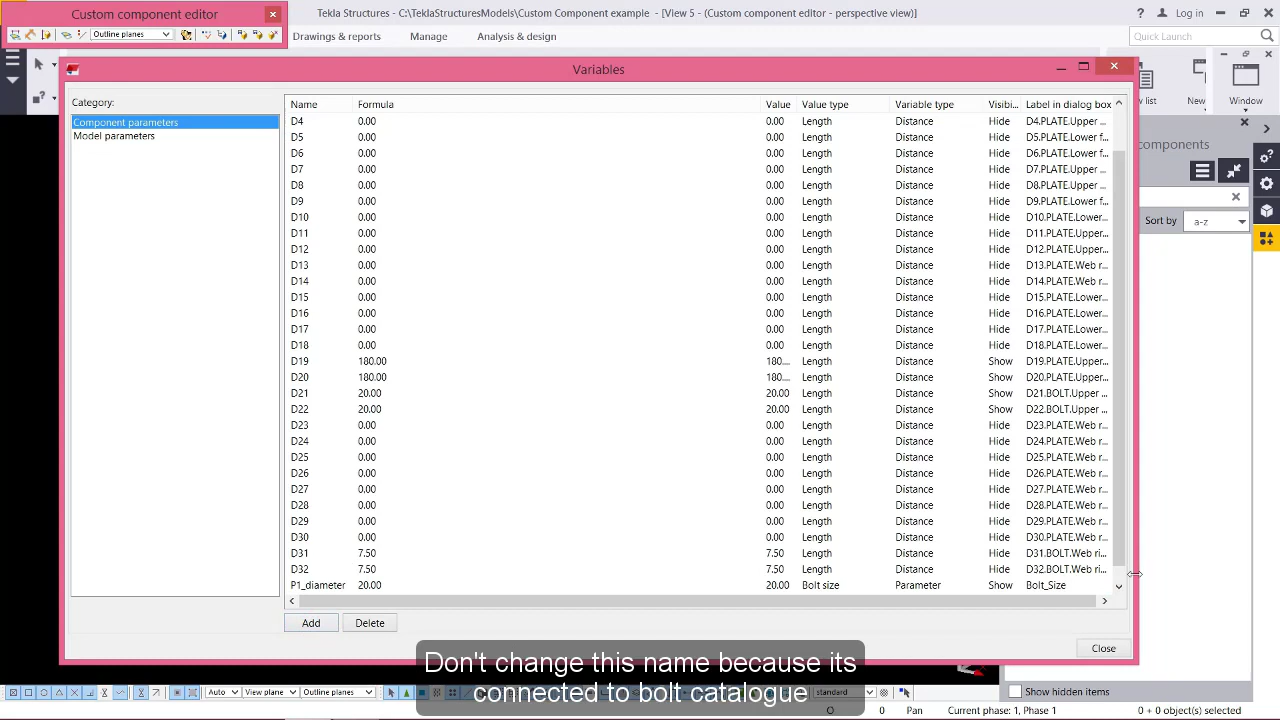 Custom component editor
Tekla Structures - C:\TeklaStructuresModels\Custom Component example - [View 5 - (Custom component editor - perspective view)]
Log in
Outline planes
Drawings & reports
Manage
Analysis & design
Quick Launch
Variables
Category:
Component parameters
Model parameters
Name Formula Value Value type Variable type Visibi... Label in dialog box
D4 0.00 0.00 Length Distance Hide D4.PLATE.Upper ...
D5 0.00 0.00 Length Distance Hide D5.PLATE.Lower f...
D6 0.00 0.00 Length Distance Hide D6.PLATE.Lower f...
D7 0.00 0.00 Length Distance Hide D7.PLATE.Upper ...
D8 0.00 0.00 Length Distance Hide D8.PLATE.Upper ...
D9 0.00 0.00 Length Distance Hide D9.PLATE.Lower f...
D10 0.00 0.00 Length Distance Hide D10.PLATE.Lower...
D11 0.00 0.00 Length Distance Hide D11.PLATE.Upper...
D12 0.00 0.00 Length Distance Hide D12.PLATE.Upper...
D13 0.00 0.00 Length Distance Hide D13.PLATE.Web r...
D14 0.00 0.00 Length Distance Hide D14.PLATE.Web r...
D15 0.00 0.00 Length Distance Hide D15.PLATE.Lower...
D16 0.00 0.00 Length Distance Hide D16.PLATE.Lower...
D17 0.00 0.00 Length Distance Hide D17.PLATE.Lower...
D18 0.00 0.00 Length Distance Hide D18.PLATE.Lower...
D19 180.00 180.... Length Distance Show D19.PLATE.Upper...
D20 180.00 180.... Length Distance Show D20.PLATE.Upper...
D21 20.00 20.00 Length Distance Show D21.BOLT.Upper ...
D22 20.00 20.00 Length Distance Show D22.BOLT.Upper ...
D23 0.00 0.00 Length Distance Hide D23.PLATE.Web r...
D24 0.00 0.00 Length Distance Hide D24.PLATE.Web r...
D25 0.00 0.00 Length Distance Hide D25.PLATE.Web r...
D26 0.00 0.00 Length Distance Hide D26.PLATE.Web r...
D27 0.00 0.00 Length Distance Hide D27.PLATE.Web r...
D28 0.00 0.00 Length Distance Hide D28.PLATE.Web r...
D29 0.00 0.00 Length Distance Hide D29.PLATE.Web r...
D30 0.00 0.00 Length Distance Hide D30.PLATE.Web r...
D31 7.50 7.50 Length Distance Hide D31.BOLT.Web ri...
D32 7.50 7.50 Length Distance Hide D32.BOLT.Web ri...
P1_diameter 20.00 20.00 Bolt size Parameter Show Bolt_Size
Add
Delete
Close
list
New
Window
components
Sort by
a-z
Don't change this name because its
connected to bolt catalogue
Auto
View plane
Outline planes
standard
Show hidden items
O
0
Pan
Current phase: 1, Phase 1
0 + 0 object(s) selected